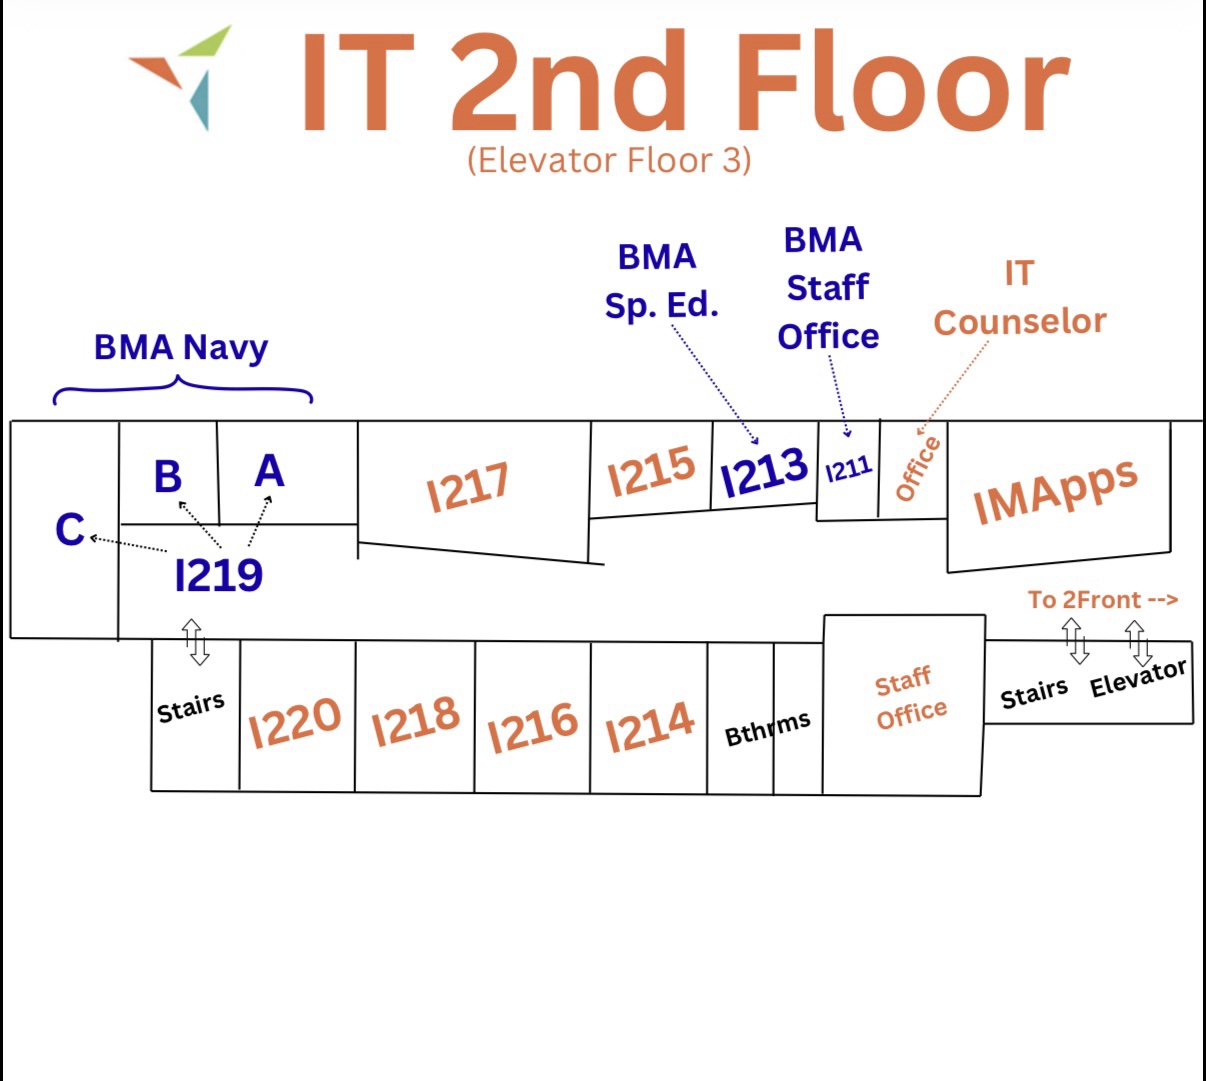 IT 2nd Floor
(Elevator Floor 3)
BMA
Sp. Ed.
BMA
Staff
Office
IT
Counselor
BMA Navy
C
B
A
I219
I217
I215
I213
I211
Office
IMApps
To 2Front -->
Stairs
I220
I218
I216
I214
Bthrms
Staff
Office
Stairs
Elevator